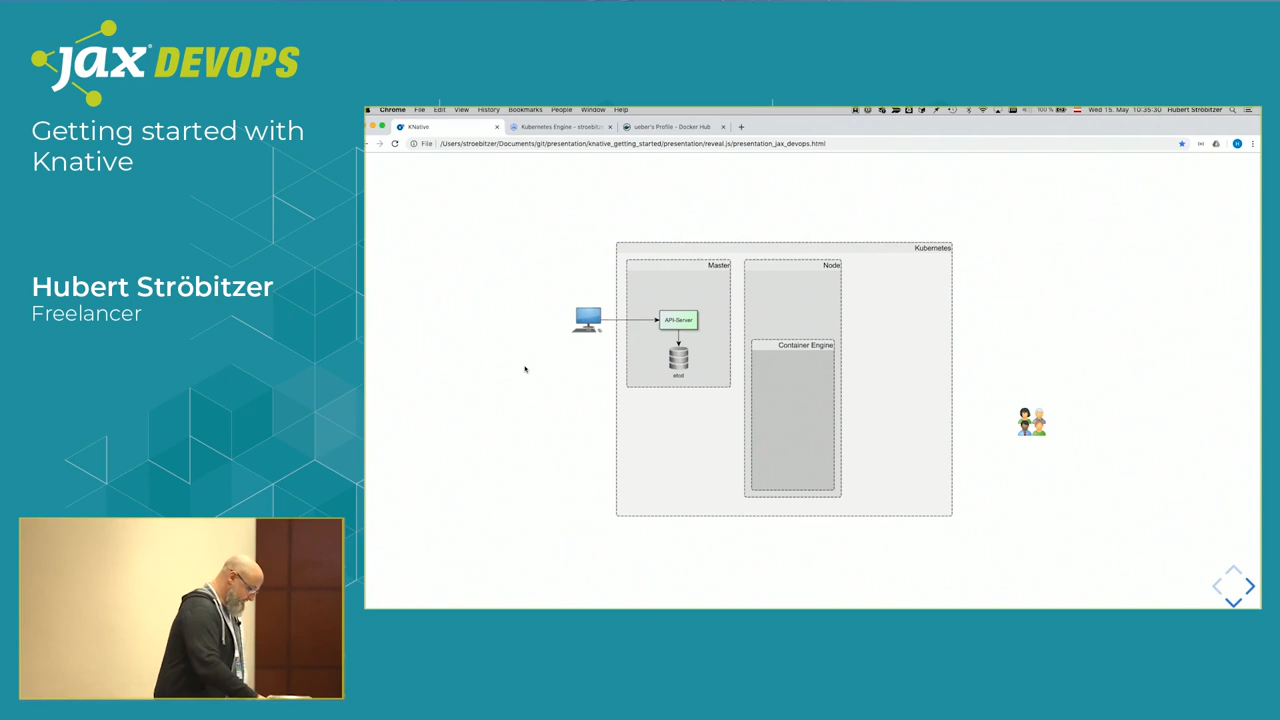 jax DEVOPS
Getting started with
Knative
Hubert Ströbitzer
Freelancer
Chrome File Edit View History Bookmarks People Window Help
100 % Wed 15. May 10:35:30 Hubert Ströbitzer
KNative
Kubernetes Engine - stroebitz
ueber's Profile - Docker Hub
File /Users/stroebitzer/Documents/git/presentation/knative_getting_started/presentation/reveal.js/presentation_jax_devops.html
Kubernetes
Master
Node
API-Server
Container Engine
etcd